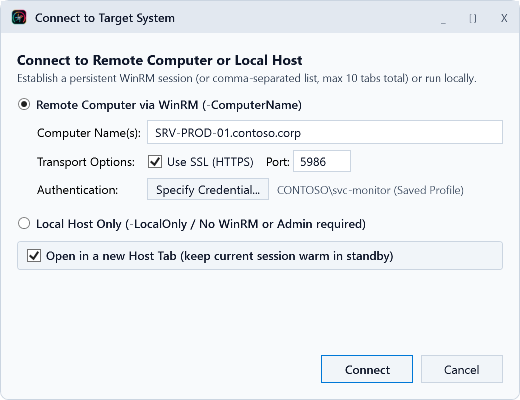 Connect to Target System
Connect to Remote Computer or Local Host
Establish a persistent WinRM session (or comma-separated list, max 10 tabs total) or run locally.
Remote Computer via WinRM (-ComputerName)
Computer Name(s): SRV-PROD-01.contoso.corp
Transport Options: Use SSL (HTTPS) Port: 5986
Authentication: Specify Credential... CONTOSO\svc-monitor (Saved Profile)
Local Host Only (-LocalOnly / No WinRM or Admin required)
Open in a new Host Tab (keep current session warm in standby)
Connect Cancel